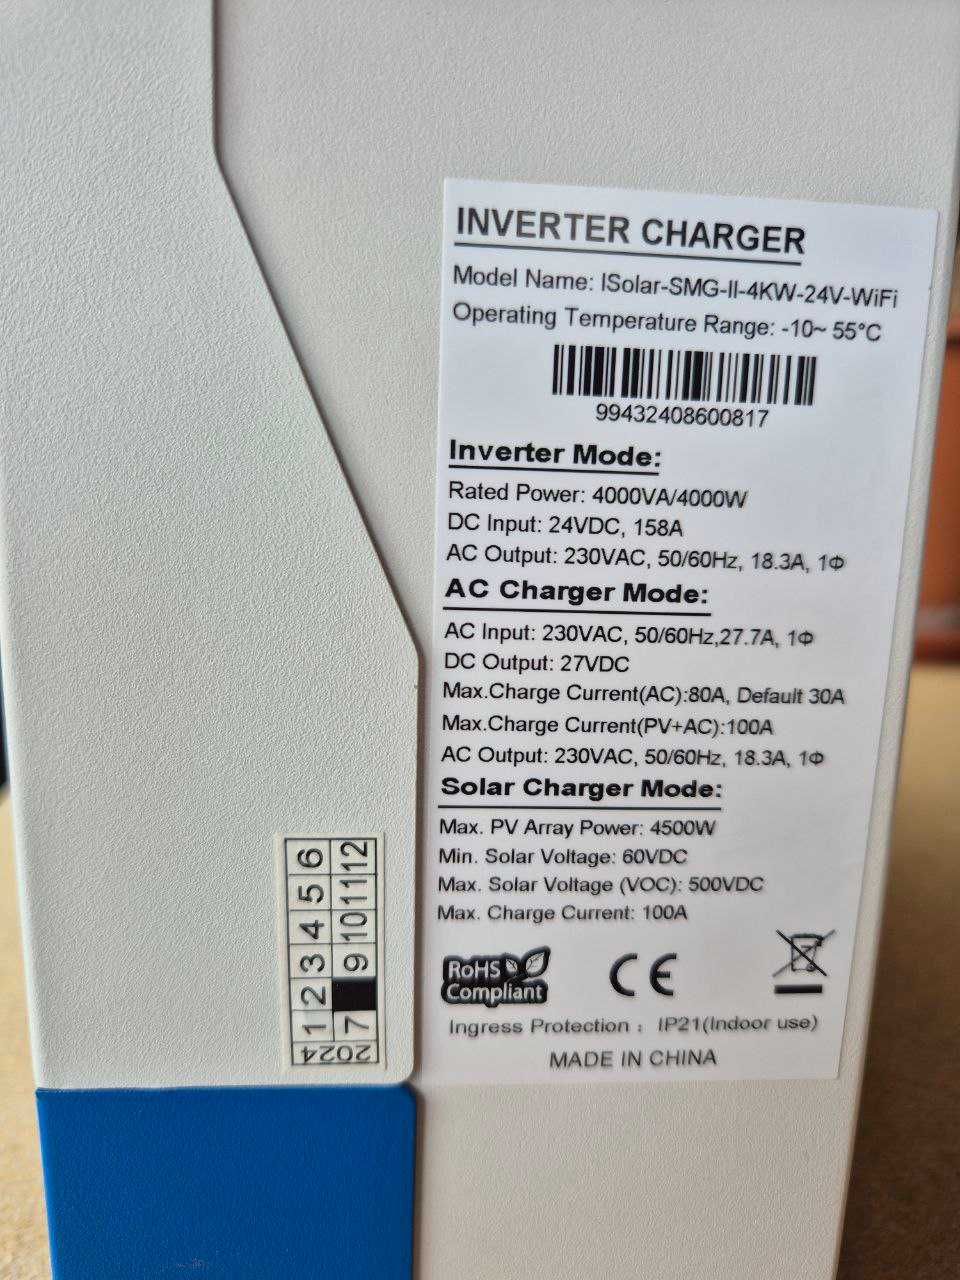 INVERTER CHARGER
Model Name: ISolar-SMG-II-4KW-24V-WiFi
Operating Temperature Range: -10~ 55°C
99432408600817
Inverter Mode:
Rated Power: 4000VA/4000W
DC Input: 24VDC, 158A
AC Output: 230VAC, 50/60Hz, 18.3A, 1Φ
AC Charger Mode:
AC Input: 230VAC, 50/60Hz,27.7A, 1Φ
DC Output: 27VDC
Max.Charge Current(AC):80A, Default 30A
Max.Charge Current(PV+AC):100A
AC Output: 230VAC, 50/60Hz, 18.3A, 1Φ
Solar Charger Mode:
Max. PV Array Power: 4500W
Min. Solar Voltage: 60VDC
Max. Solar Voltage (VOC): 500VDC
Max. Charge Current: 100A
RoHS
Compliant
CE
Ingress Protection : IP21(Indoor use)
MADE IN CHINA
2024
1 2 3 4 5 6
7 9 10 11 12